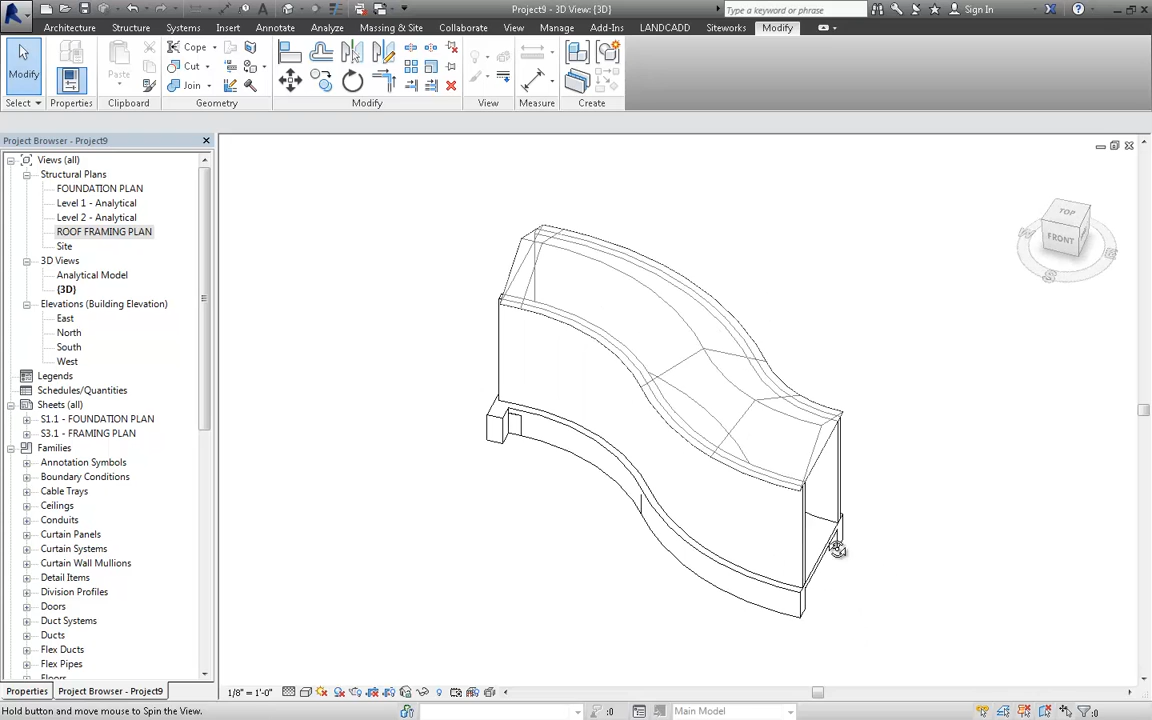 Project9 - 3D View: {3D}
Type a keyword or phrase
Sign In
Architecture Structure Systems Insert Annotate Analyze Massing & Site Collaborate View Manage Add-Ins LANDCADD Siteworks Modify
Modify Properties Paste Cope Cut Join
Select Properties Clipboard Geometry Modify View Measure Create
Project Browser - Project9
Views (all)
Structural Plans
FOUNDATION PLAN
Level 1 - Analytical
Level 2 - Analytical
ROOF FRAMING PLAN
Site
3D Views
Analytical Model
{3D}
Elevations (Building Elevation)
East
North
South
West
Legends
Schedules/Quantities
Sheets (all)
S1.1 - FOUNDATION PLAN
S3.1 - FRAMING PLAN
Families
Annotation Symbols
Boundary Conditions
Cable Trays
Ceilings
Conduits
Curtain Panels
Curtain Systems
Curtain Wall Mullions
Detail Items
Division Profiles
Doors
Duct Systems
Ducts
Flex Ducts
Flex Pipes
Floors
TOP
FRONT
W
S
E
Properties Project Browser - Project9
1/8" = 1'-0"
Hold button and move mouse to Spin the View.
:0
Main Model
:0